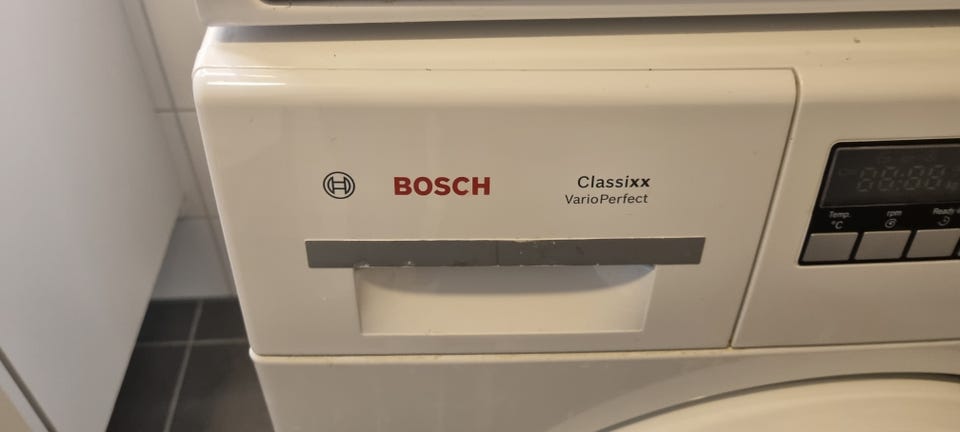 BOSCH
Classixx
VarioPerfect
Temp.
°C
rpm